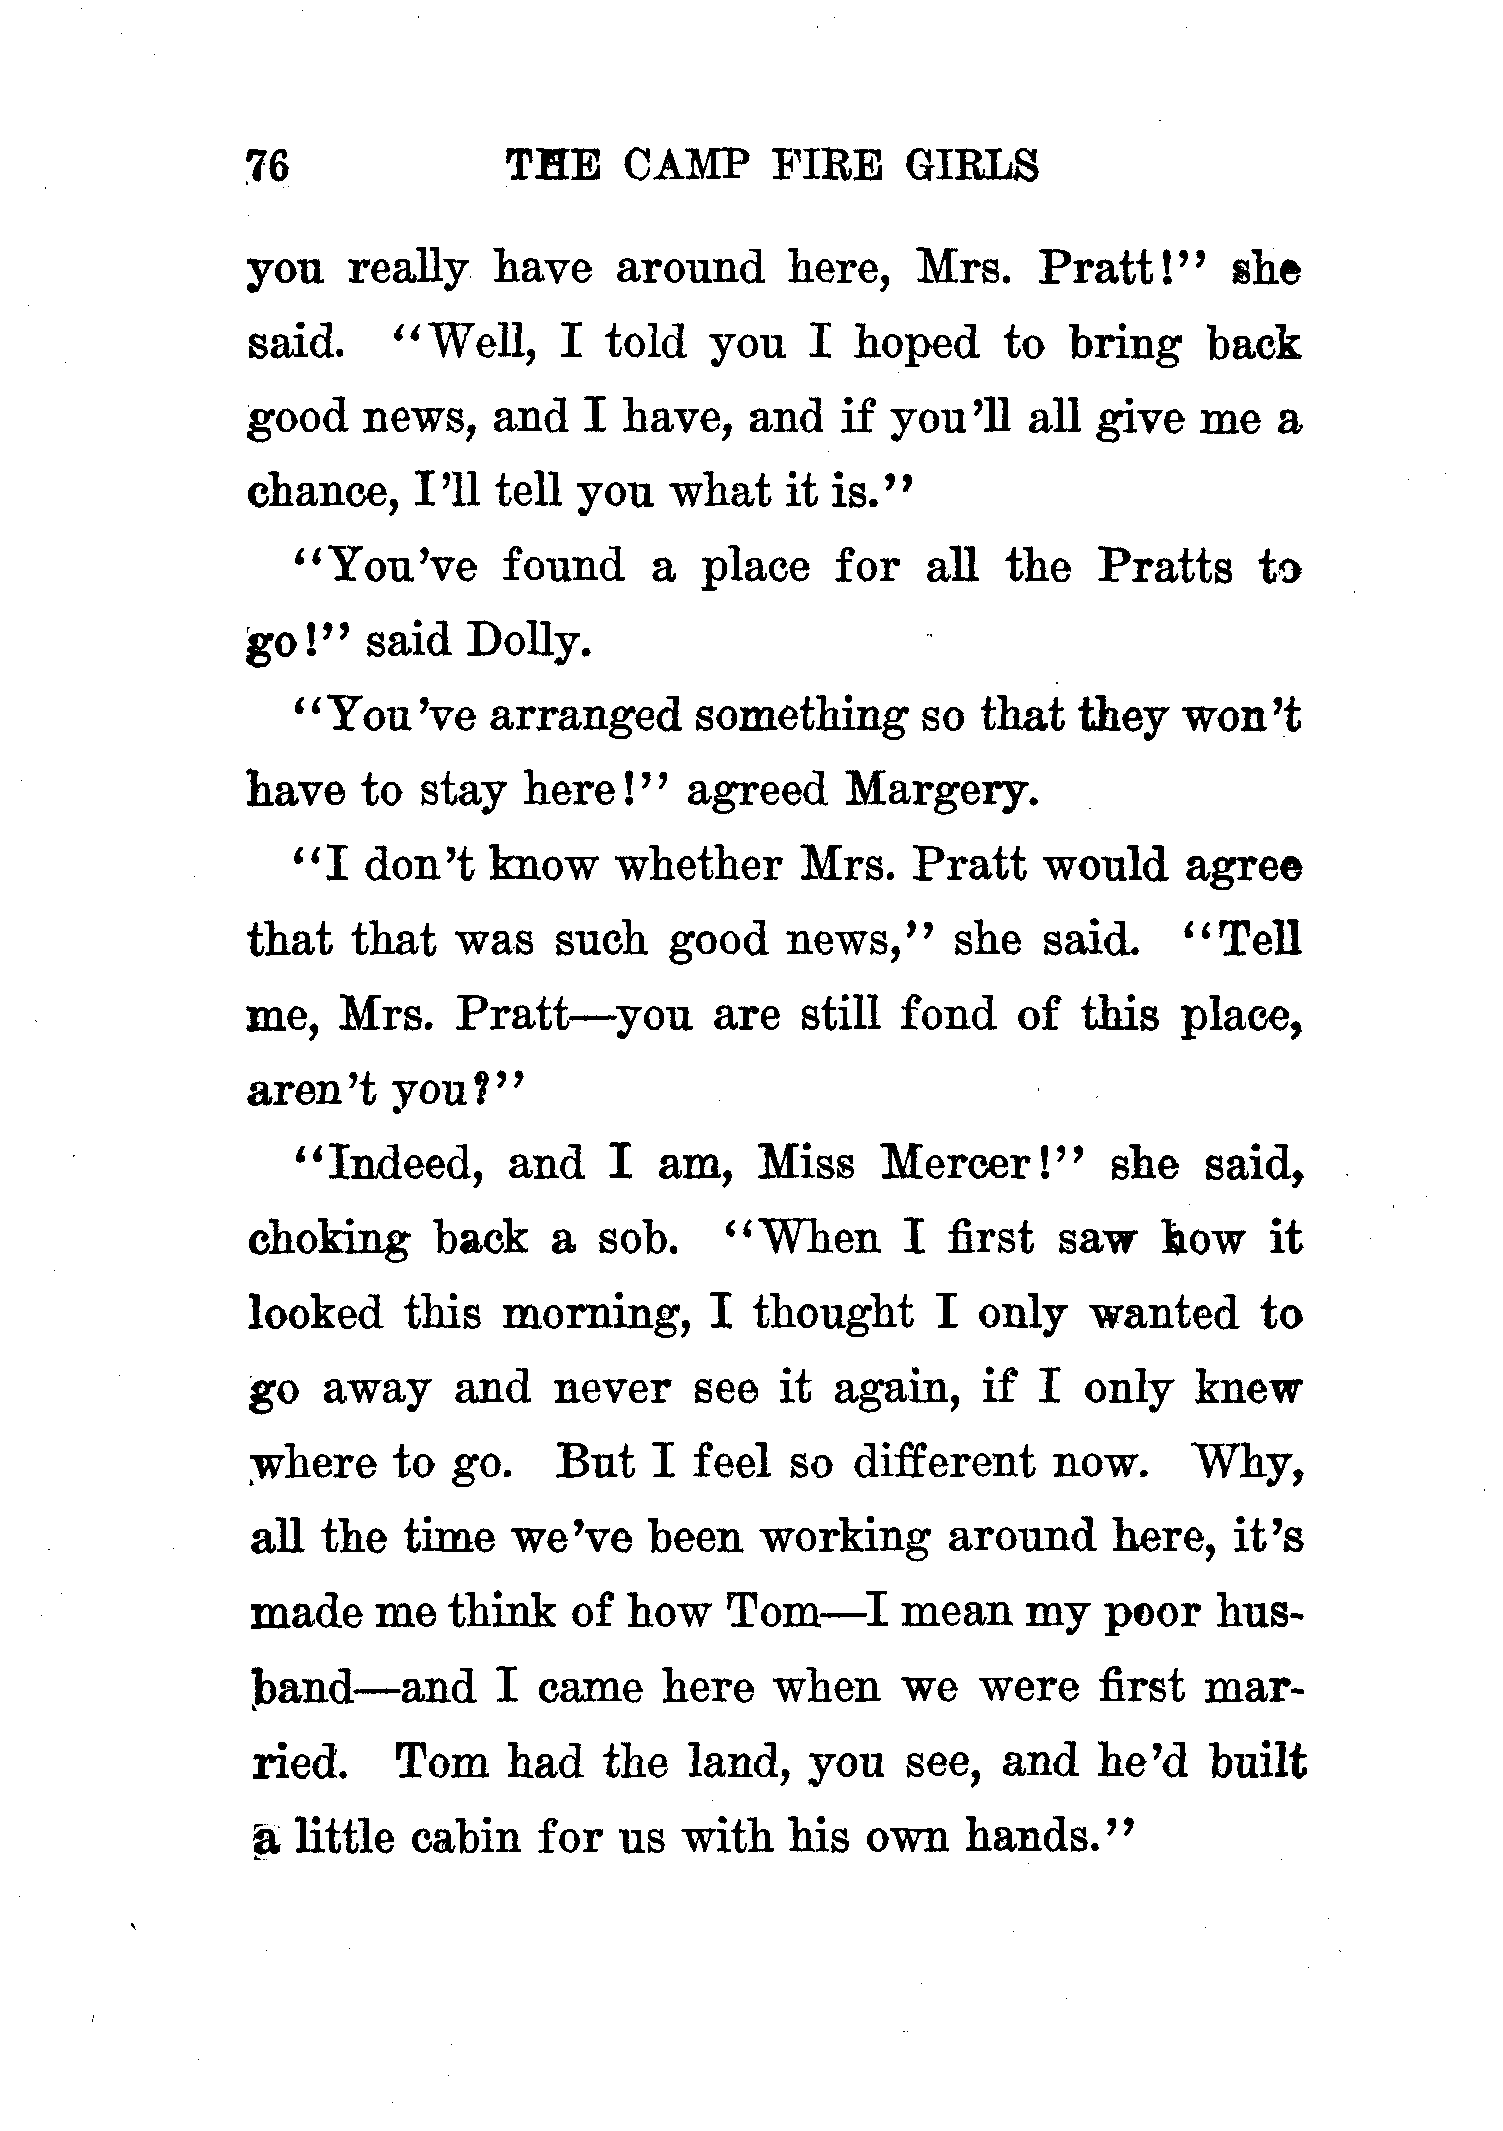 76 THE CAMP FIRE GIRLS
you really have around here, Mrs. Pratt!" she
said. "Well, I told you I hoped to bring back
good news, and I have, and if you'll all give me a
chance, I'll tell you what it is."
"You've found a place for all the Pratts to
go!" said Dolly.
"You've arranged something so that they won't
have to stay here!" agreed Margery.
"I don't know whether Mrs. Pratt would agree
that that was such good news," she said. "Tell
me, Mrs. Pratt—you are still fond of this place,
aren't you?"
"Indeed, and I am, Miss Mercer!" she said,
choking back a sob. "When I first saw how it
looked this morning, I thought I only wanted to
go away and never see it again, if I only knew
where to go. But I feel so different now. Why,
all the time we've been working around here, it's
made me think of how Tom—I mean my poor hus-
band—and I came here when we were first mar-
ried. Tom had the land, you see, and he'd built
a little cabin for us with his own hands."